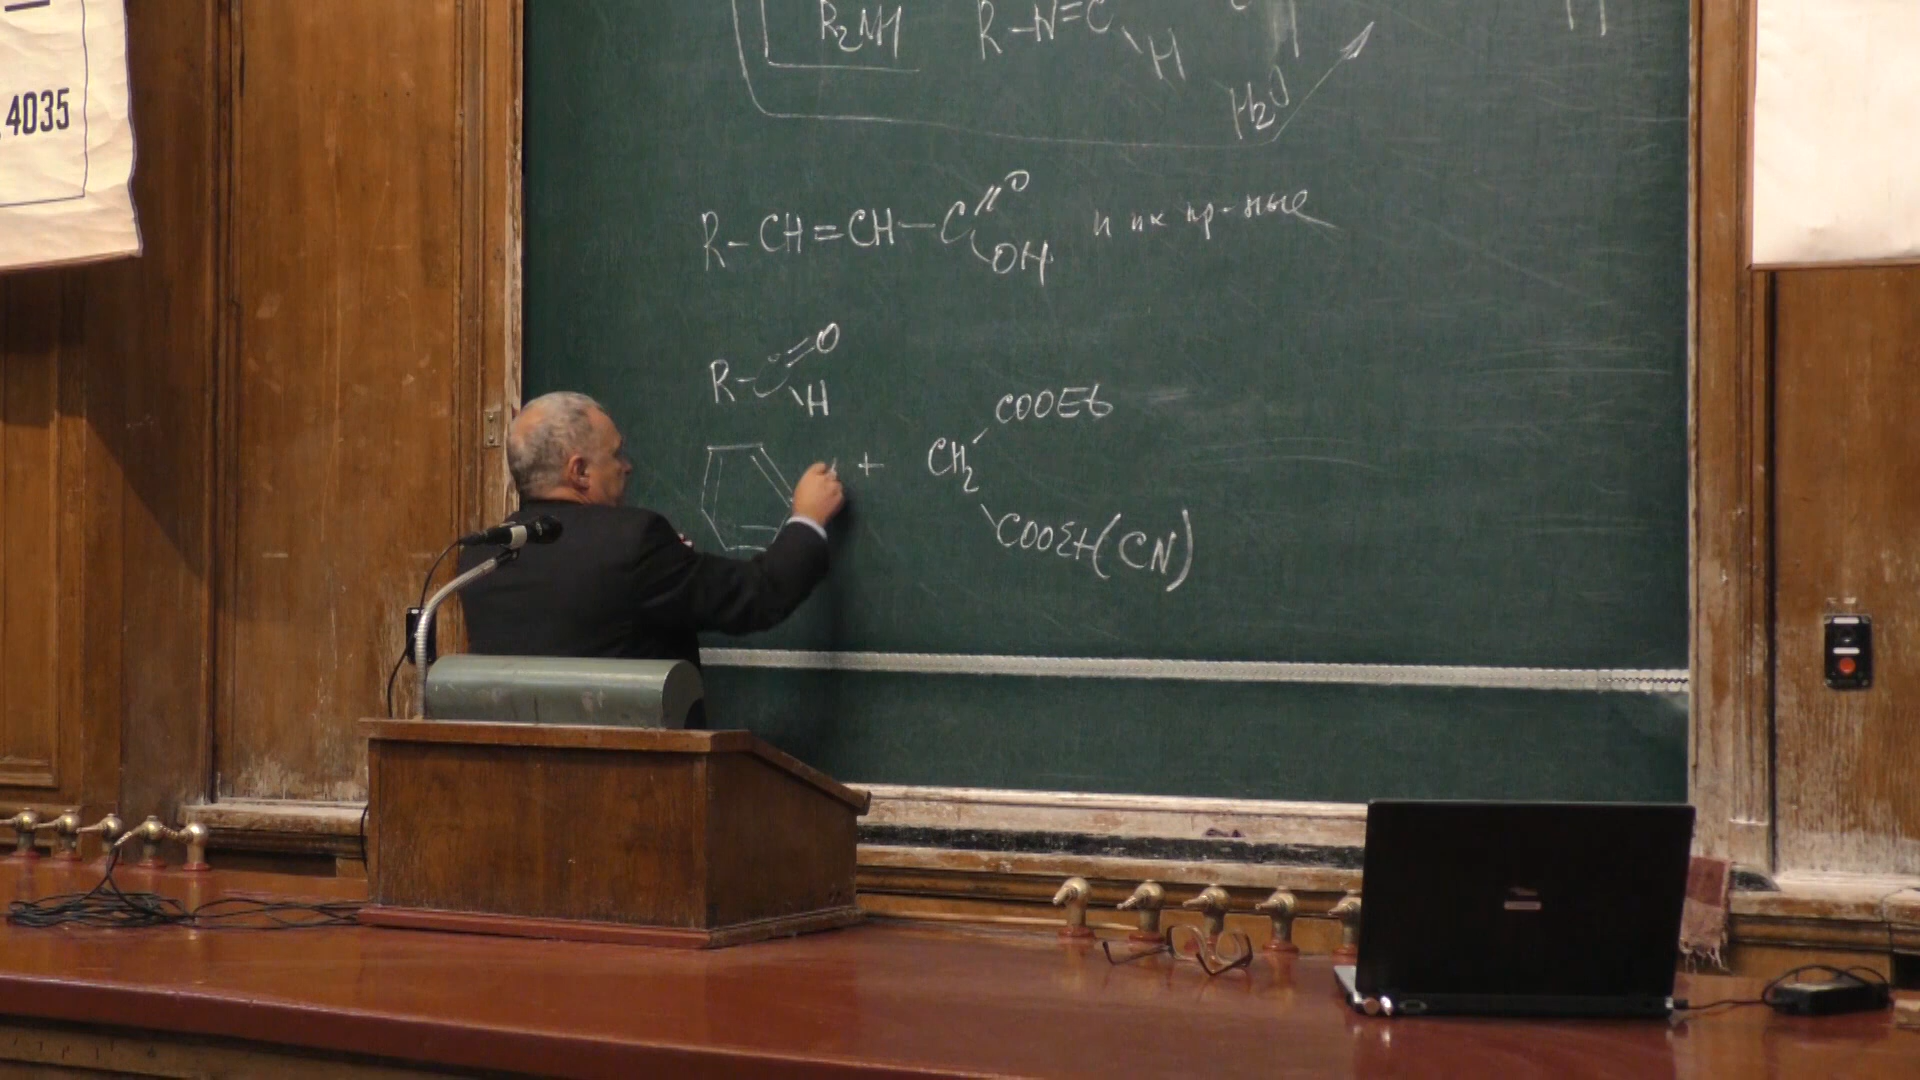 4035
R₂NH R-N=C
H
H₂O
R-CH=CH-C=O
OH
и их пр-ные
R-C=O
H
+ CH₂
COOEt
COOEt(CN)